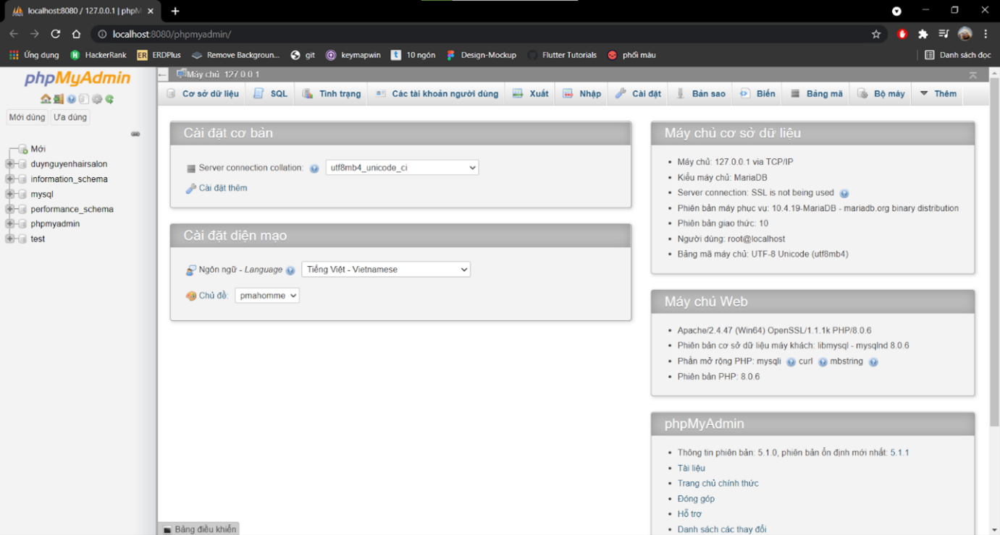 localhost:8080 / 127.0.0.1 | phpM
localhost:8080/phpmyadmin/
Ứng dụng HackerRank ERDPlus Remove Backgroun... git keymapwin 10 ngón Design-Mockup Flutter Tutorials phối màu Danh sách đọc
phpMyAdmin
Mới dùng Ưa dùng
Mới
duynguyenhairsalon
information_schema
mysql
performance_schema
phpmyadmin
test
Máy chủ: 127.0.0.1
Cơ sở dữ liệu SQL Tình trạng Các tài khoản người dùng Xuất Nhập Cài đặt Bản sao Biến Bảng mã Bộ máy Thêm
Cài đặt cơ bản
Server connection collation: utf8mb4_unicode_ci
Cài đặt thêm
Cài đặt diện mạo
Ngôn ngữ - Language Tiếng Việt - Vietnamese
Chủ đề: pmahomme
Máy chủ cơ sở dữ liệu
• Máy chủ: 127.0.0.1 via TCP/IP
• Kiểu máy chủ: MariaDB
• Server connection: SSL is not being used
• Phiên bản máy phục vụ: 10.4.19-MariaDB - mariadb.org binary distribution
• Phiên bản giao thức: 10
• Người dùng: root@localhost
• Bảng mã máy chủ: UTF-8 Unicode (utf8mb4)
Máy chủ Web
• Apache/2.4.47 (Win64) OpenSSL/1.1.1k PHP/8.0.6
• Phiên bản cơ sở dữ liệu máy khách: libmysql - mysqlnd 8.0.6
• Phần mở rộng PHP: mysqli curl mbstring
• Phiên bản PHP: 8.0.6
phpMyAdmin
• Thông tin phiên bản: 5.1.0, phiên bản ổn định mới nhất: 5.1.1
• Tài liệu
• Trang chủ chính thức
• Đóng góp
• Hỗ trợ
• Danh sách các thay đổi
Bảng điều khiển